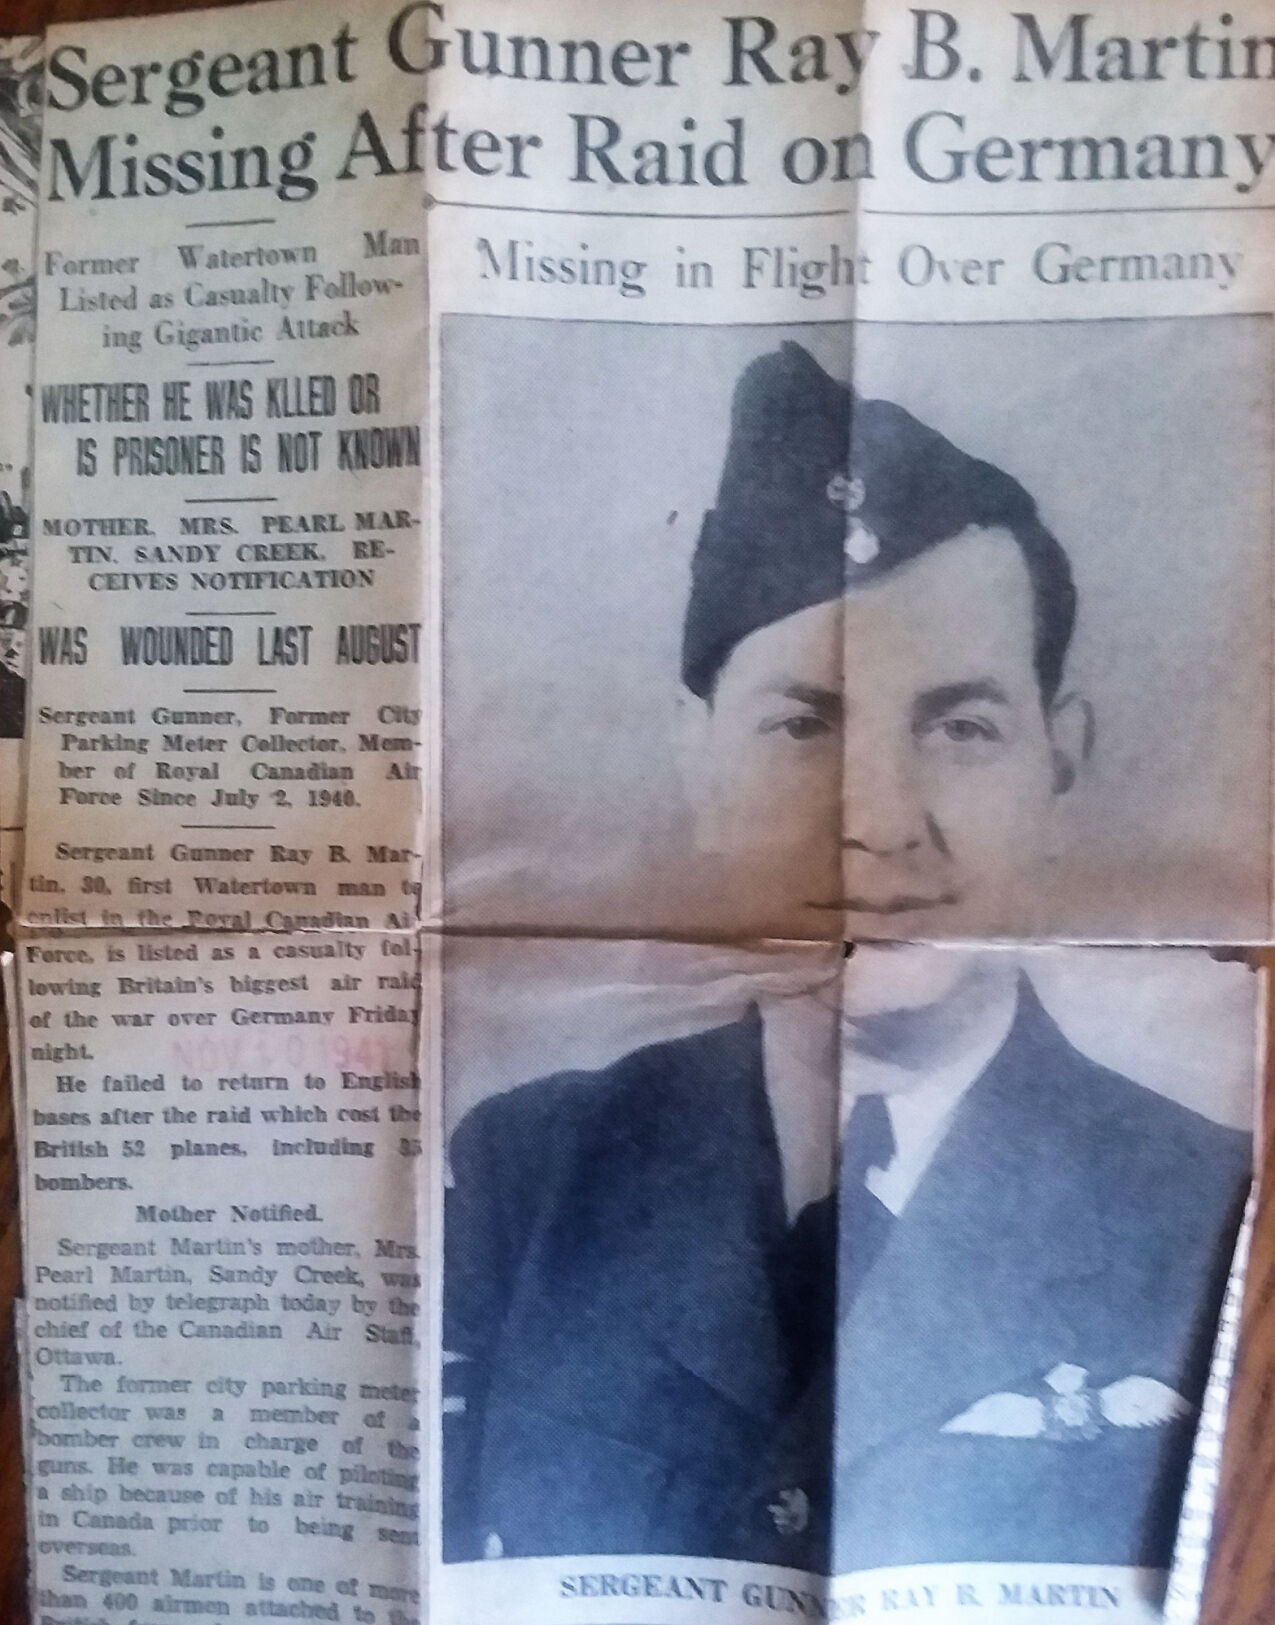 Sergeant Gunner Ray B. Martin
Missing After Raid on Germany
Former Watertown Man
Listed as Casualty Follow-
ing Gigantic Attack
WHETHER HE WAS KLLED OR
IS PRISONER IS NOT KNOWN
MOTHER, MRS. PEARL MAR-
TIN, SANDY CREEK, RE-
CEIVES NOTIFICATION
WAS WOUNDED LAST AUGUST
Sergeant Gunner, Former City
Parking Meter Collector, Mem-
ber of Royal Canadian Air
Force Since July 2, 1940.
Sergeant Gunner Ray B. Mar-
tin, 30, first Watertown man to
enlist in the Royal Canadian Air
Force, is listed as a casualty fol-
lowing Britain's biggest air raid
of the war over Germany Friday
night.
NOV 10 1941
He failed to return to English
bases after the raid which cost the
British 52 planes, including 35
bombers.
Mother Notified.
Sergeant Martin's mother, Mrs.
Pearl Martin, Sandy Creek, was
notified by telegraph today by the
chief of the Canadian Air Staff,
Ottawa.
The former city parking meter
collector was a member of a
bomber crew in charge of the
guns. He was capable of piloting
a ship because of his air training
in Canada prior to being sent
overseas.
Sergeant Martin is one of more
than 400 airmen attached to the
British
Missing in Flight Over Germany
SERGEANT GUNNER RAY B. MARTIN